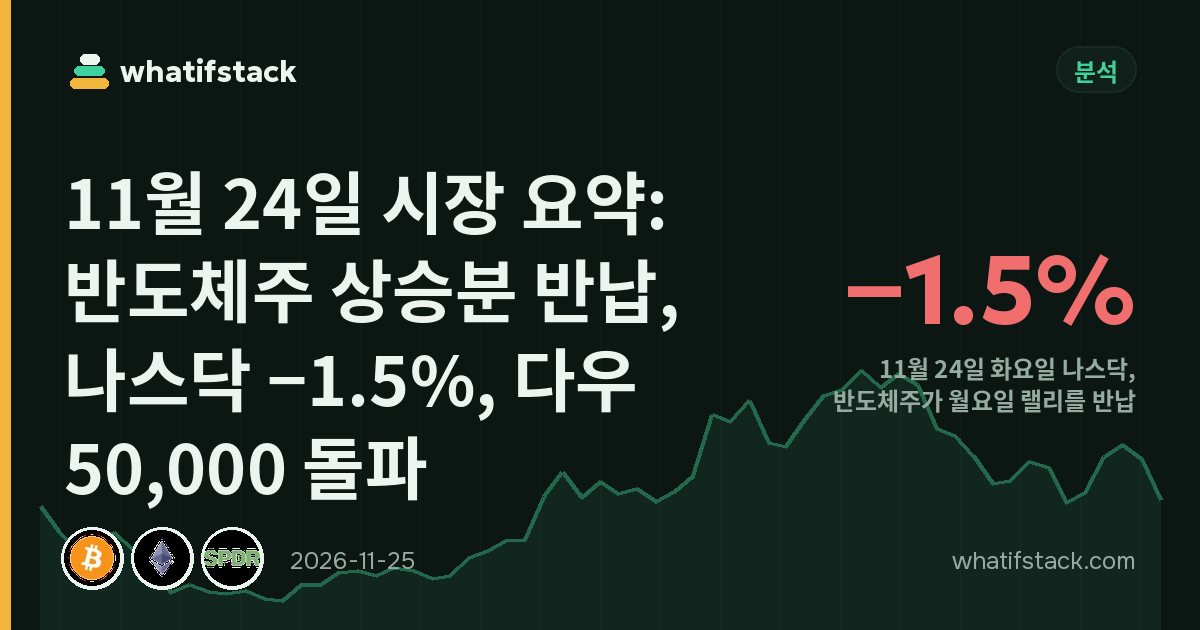 whatifstack
분석
11월 24일 시장 요약:
반도체주 상승분 반납,
나스닥 −1.5%, 다우
50,000 돌파
−1.5%
11월 24일 화요일 나스닥,
반도체주가 월요일 랠리를 반납
SPDR
2026-11-25
whatifstack.com